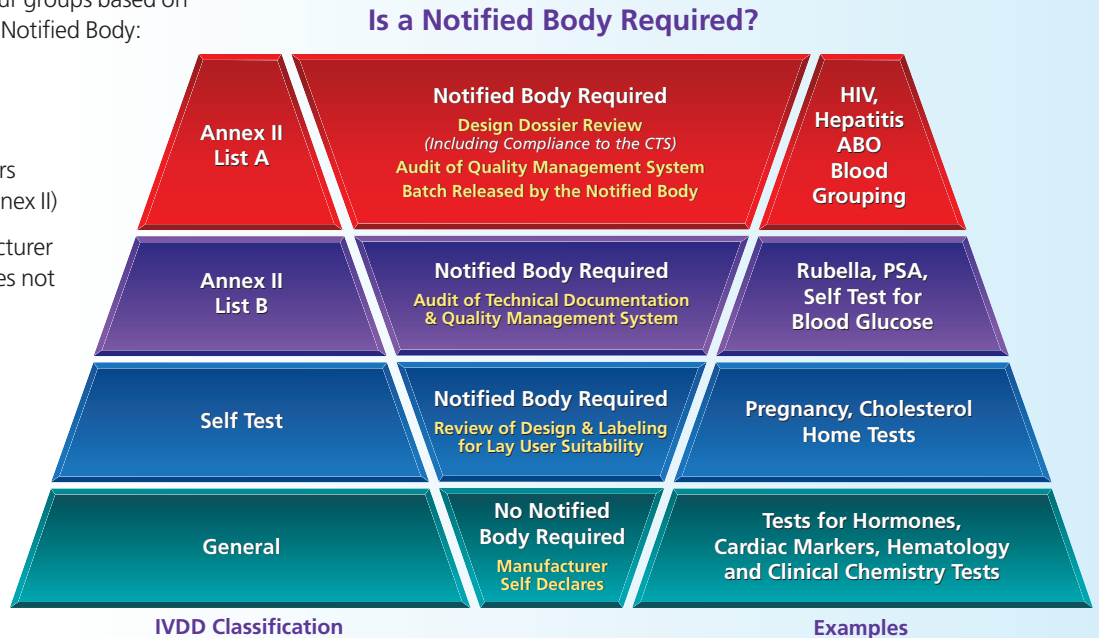 ur groups based on
Notified Body:
rs
nex II)
cturer
es not
Is a Notified Body Required?
Annex II
List A
Notified Body Required
Design Dossier Review
(Including Compliance to the CTS)
Audit of Quality Management System
Batch Released by the Notified Body
HIV,
Hepatitis
ABO
Blood
Grouping
Annex II
List B
Notified Body Required
Audit of Technical Documentation
& Quality Management System
Rubella, PSA,
Self Test for
Blood Glucose
Self Test
Notified Body Required
Review of Design & Labeling
for Lay User Suitability
Pregnancy, Cholesterol
Home Tests
General
No Notified
Body Required
Manufacturer
Self Declares
Tests for Hormones,
Cardiac Markers, Hematology
and Clinical Chemistry Tests
IVDD Classification
Examples